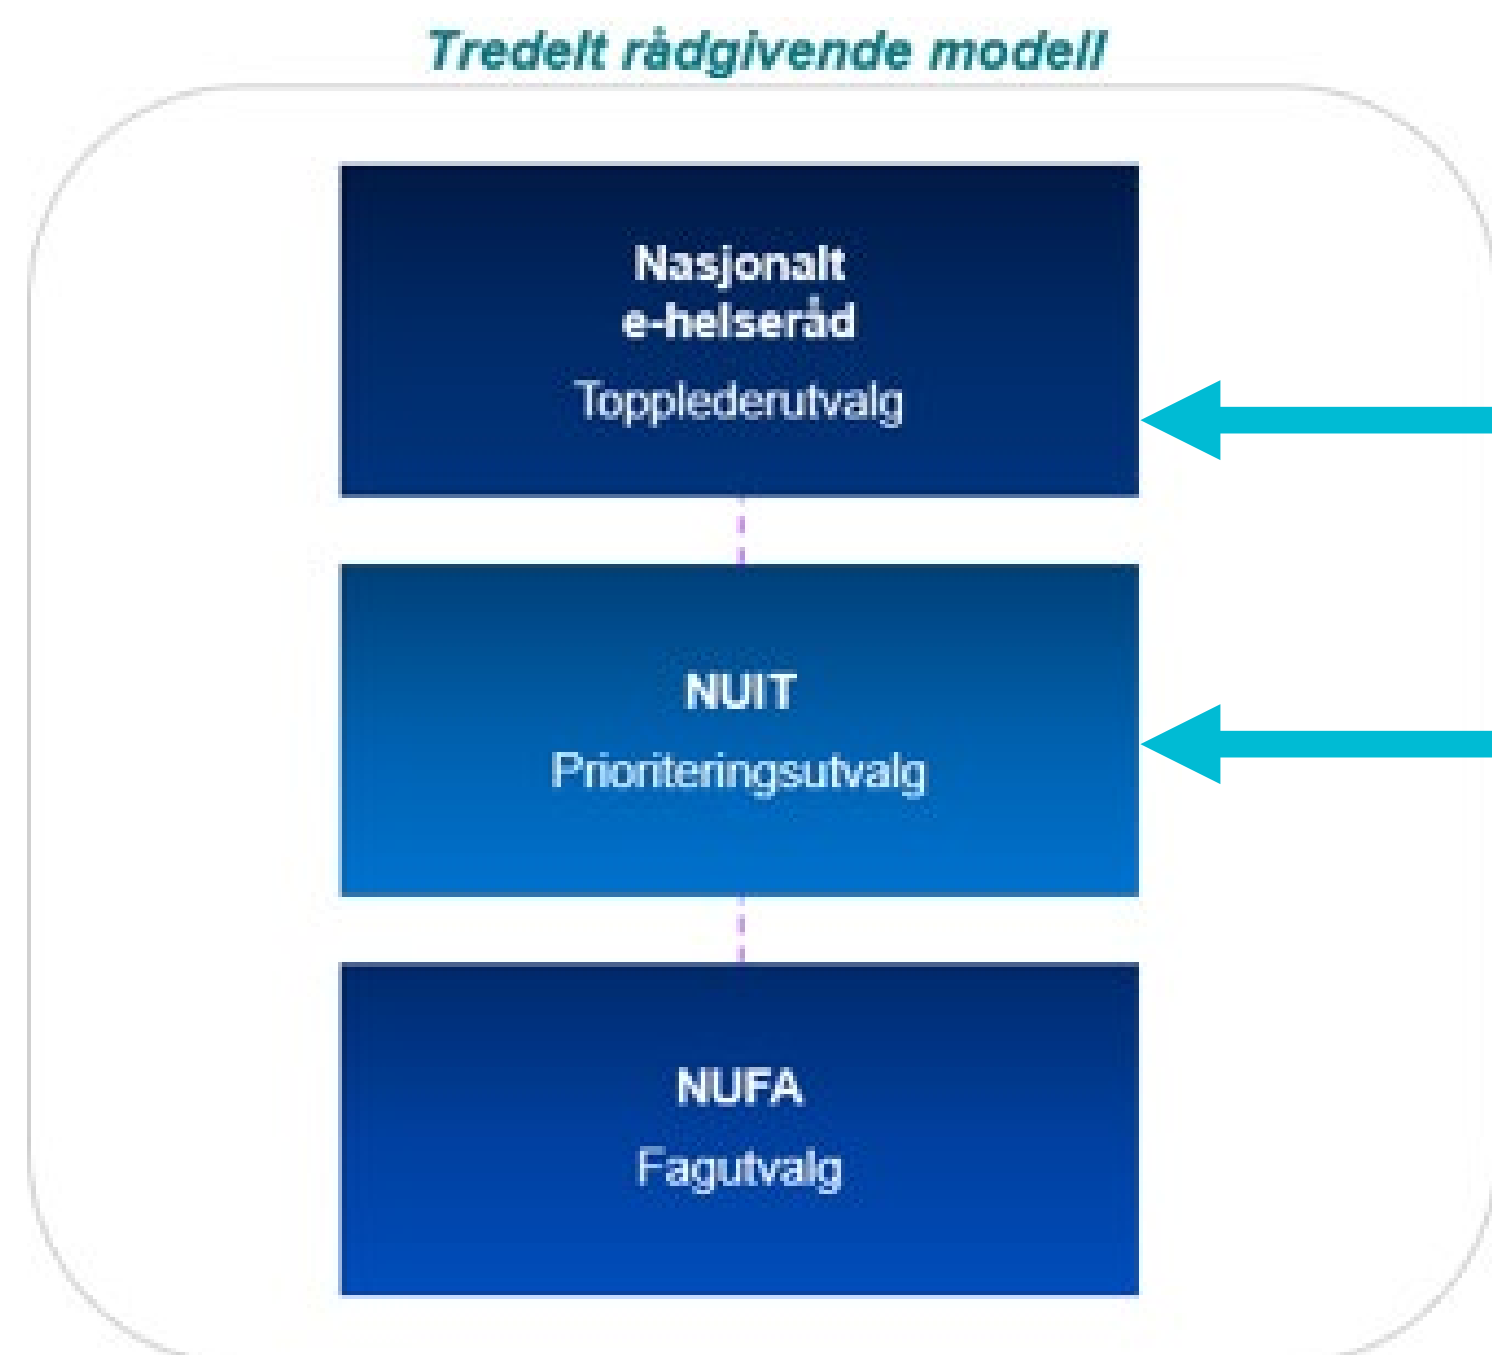 Tredelt rådgivende modell
Nasjonalt
e-helseråd
Topplederutvalg
NUIT
Prioriteringsutvalg
NUFA
Fagutvalg